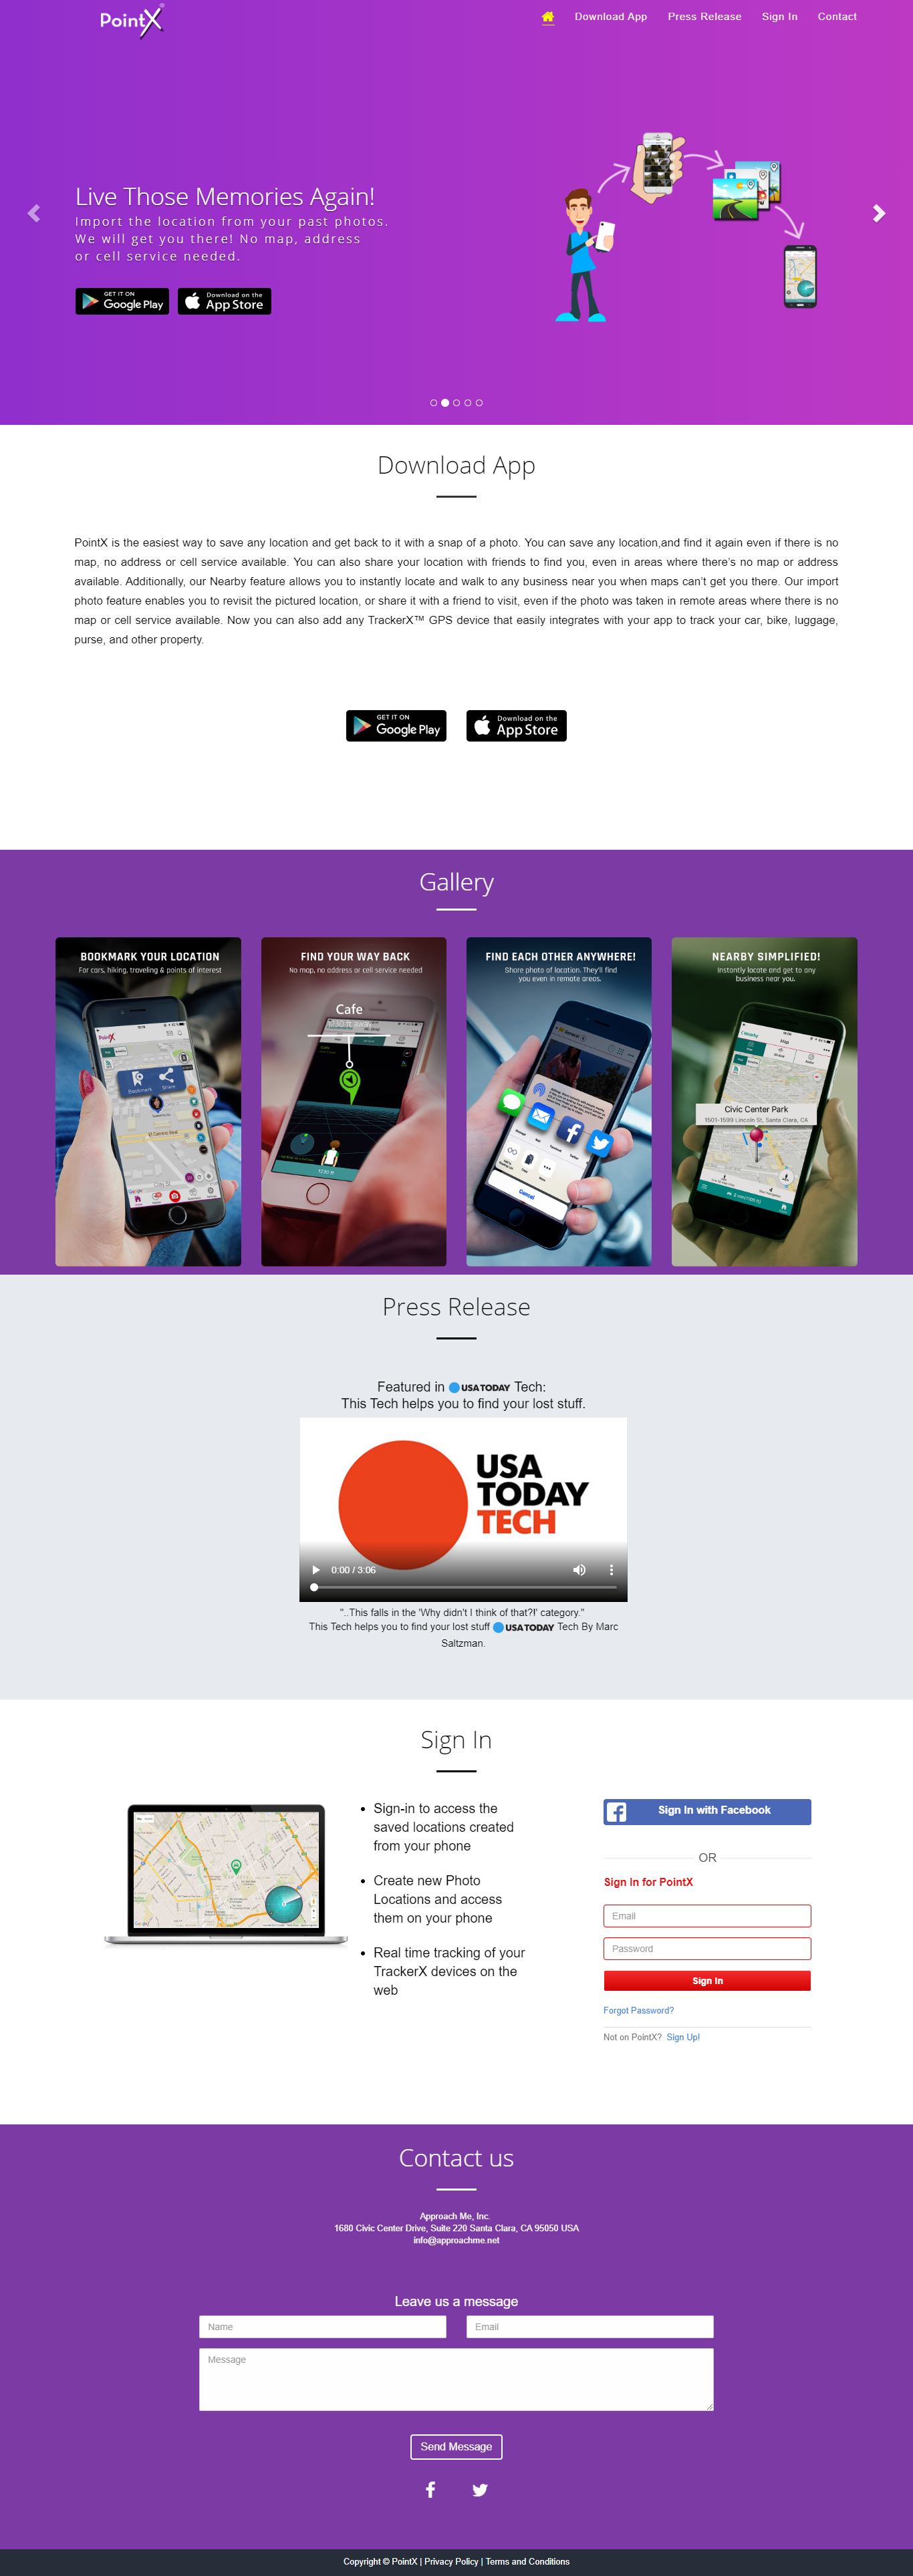 PointX®
Download App Press Release Sign In Contact
Live Those Memories Again!
Import the location from your past photos.
We will get you there! No map, address
or cell service needed.
GET IT ON
Google Play
Download on the
App Store
Download App
PointX is the easiest way to save any location and get back to it with a snap of a photo. You can save any location,and find it again even if there is no
map, no address or cell service available. You can also share your location with friends to find you, even in areas where there's no map or address
available. Additionally, our Nearby feature allows you to instantly locate and walk to any business near you when maps can't get you there. Our import
photo feature enables you to revisit the pictured location, or share it with a friend to visit, even if the photo was taken in remote areas where there is no
map or cell service available. Now you can also add any TrackerX™ GPS device that easily integrates with your app to track your car, bike, luggage,
purse, and other property.
GET IT ON
Google Play
Download on the
App Store
Gallery
BOOKMARK YOUR LOCATION
For cars, hiking, traveling & points of interest
PointX
Bookmark Share
FIND YOUR WAY BACK
No map, no address or cell service needed
Cafe
1230 ft away
1230 ft
FIND EACH OTHER ANYWHERE!
Share photo of location. They'll find
you even in remote areas.
Cancel
NEARBY SIMPLIFIED!
Instantly locate and get to any
business near you.
Map
Civic Center Park
1501-1599 Lincoln St, Santa Clara, CA
Press Release
Featured in USA TODAY Tech:
This Tech helps you to find your lost stuff.
USA
TODAY
TECH
0:00 / 3:06
"..This falls in the 'Why didn't I think of that?!' category."
This Tech helps you to find your lost stuff USA TODAY Tech By Marc
Saltzman.
Sign In
Sign-in to access the
saved locations created
from your phone
Create new Photo
Locations and access
them on your phone
Real time tracking of your
TrackerX devices on the
web
Sign In with Facebook
OR
Sign In for PointX
Email
Password
Sign In
Forgot Password?
Not on PointX? Sign Up!
Contact us
Approach Me, Inc.
1680 Civic Center Drive, Suite 220 Santa Clara, CA 95050 USA
info@approachme.net
Leave us a message
Name
Email
Message
Send Message
Copyright © PointX | Privacy Policy | Terms and Conditions